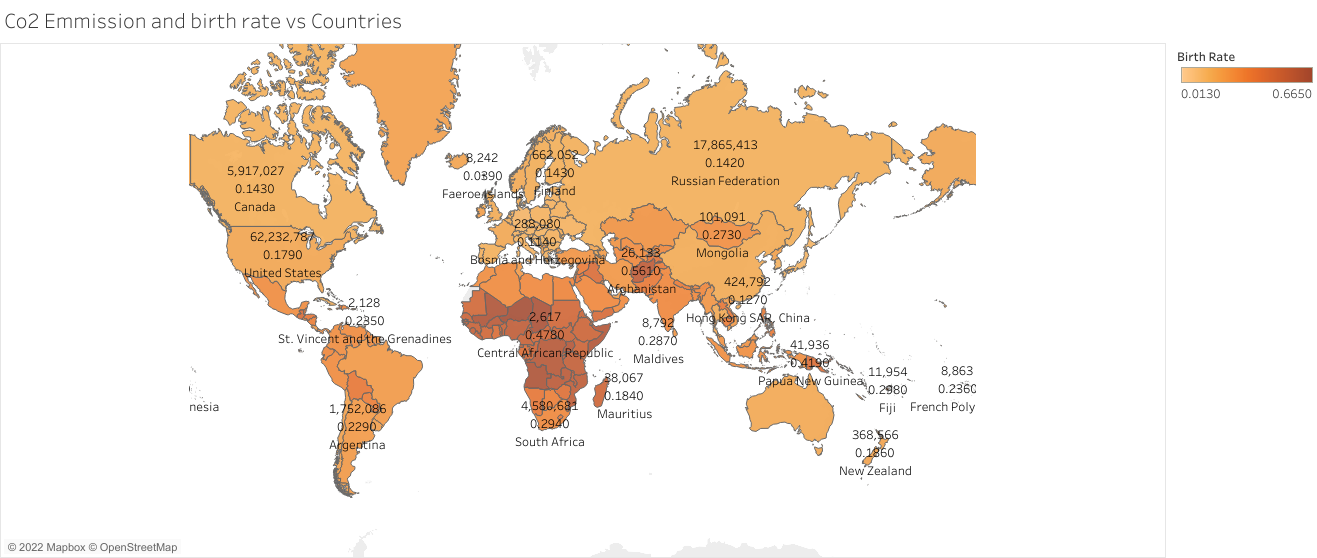 Co2 Emmission and birth rate vs Countries
Birth Rate
0.0130 0.6650
17,865,413
0.1420
Russian Federation
8,242
0.0390
Faeroe Islands
662,052
0.1430
Finland
5,917,027
0.1430
Canada
62,232,787
0.1790
United States
288,080
0.1140
Bosnia and Herzegovina
101,091
0.2730
Mongolia
26,133
0.5610
Afghanistan
424,792
0.1270
Hong Kong SAR, China
2,128
0.2350
St. Vincent and the Grenadines
2,617
0.4780
Central African Republic
8,792
0.2870
Maldives
41,936
0.4190
Papua New Guinea
11,954
0.2980
Fiji
8,863
0.2360
French Poly
nesia
38,067
0.1840
Mauritius
1,752,086
0.2290
Argentina
4,580,681
0.2940
South Africa
368,566
0.1860
New Zealand
© 2022 Mapbox © OpenStreetMap